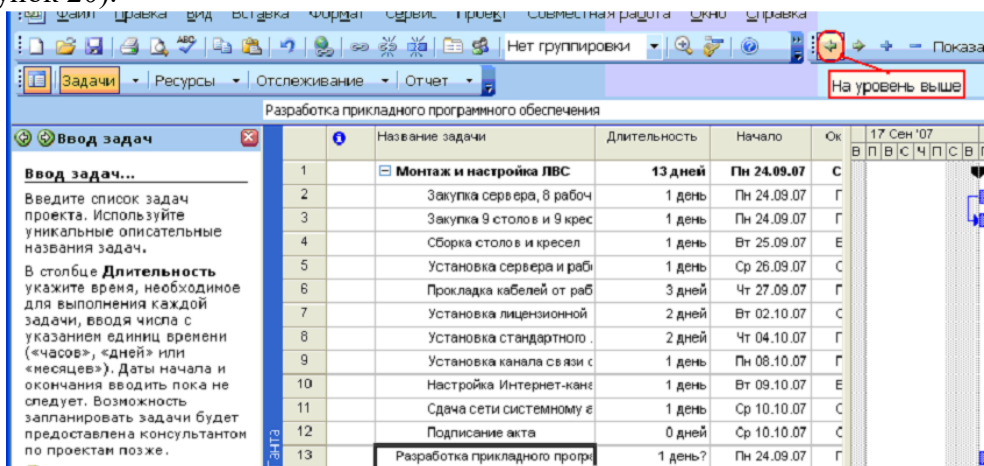 унок 20).
Файл Правка Вид Вставка Формат Сервис Проект Совместная работа Окно Справка
Нет группировки Показа
Задачи Ресурсы Отслеживание Отчет
На уровень выше
Разработка прикладного программного обеспечения
Ввод задач
Ввод задач...
Введите список задач
проекта. Используйте
уникальные описательные
названия задач.
В столбце Длительность
укажите время, необходимое
для выполнения каждой
задачи, вводя числа с
указанием единиц времени
(«часов», «дней» или
«месяцев»). Даты начала и
окончания вводить пока не
следует. Возможность
запланировать задачи будет
предоставлена консультантом
по проектам позже.
Ганта
Название задачи Длительность Начало Ок 17 Сен '07
В П В С Ч П С В П
1 Монтаж и настройка ЛВС 13 дней Пн 24.09.07 С
2 Закупка сервера, 8 рабоч 1 день Пн 24.09.07 П
3 Закупка 9 столов и 9 крес 1 день Пн 24.09.07 П
4 Сборка столов и кресел 1 день Вт 25.09.07 В
5 Установка сервера и рабо 1 день Ср 26.09.07 С
6 Прокладка кабелей от раб 3 дней Чт 27.09.07 П
7 Установка лицензионной 2 дней Вт 02.10.07 С
8 Установка стандартного . 2 дней Чт 04.10.07 П
9 Установка канала связи с 1 день Пн 08.10.07 П
10 Настройка Интернет-кана 1 день Вт 09.10.07 В
11 Сдача сети системному а 1 день Ср 10.10.07 С
12 Подписание акта 0 дней Ср 10.10.07 С
13 Разработка прикладного програ 1 день? Пн 24.09.07 П